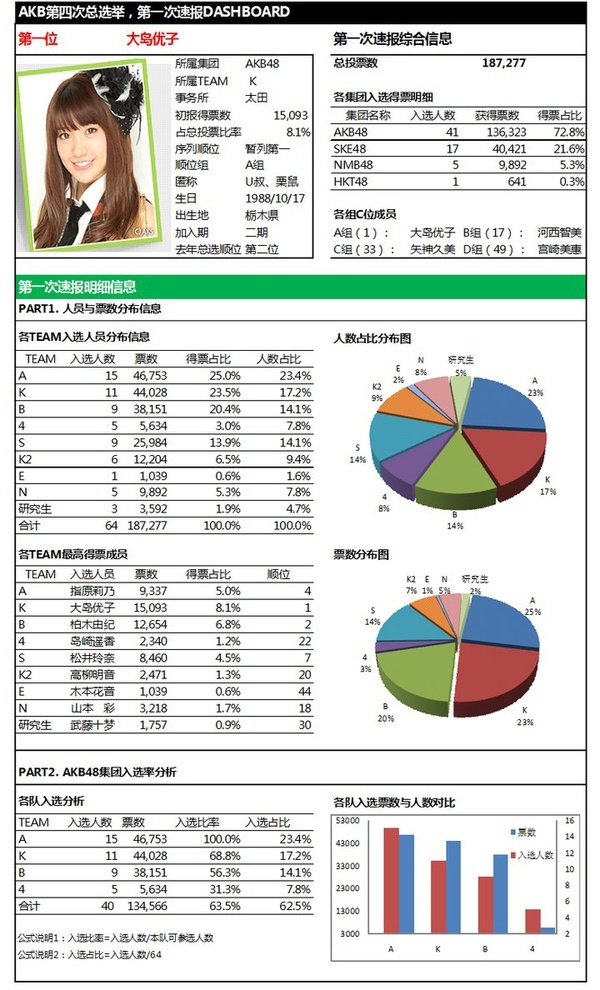 AKB第四次总选举，第一次速报DASHBOARD
第一位 大岛优子
所属集团 AKB48
所属TEAM K
事务所 太田
初报得票数 15,093
占总投票比率 8.1%
序列顺位 暂列第一
顺位组 A组
匿称 U叔、栗鼠
生日 1988/10/17
出生地 栃木県
加入期 二期
去年总选顺位 第二位
第一次速报综合信息
总投票数 187,277
各集团入选得票明细
集团名称 入选人数 获得票数 得票占比
AKB48 41 136,323 72.8%
SKE48 17 40,421 21.6%
NMB48 5 9,892 5.3%
HKT48 1 641 0.3%
各组C位成员
A组（1）： 大岛优子 B组（17）： 河西智美
C组（33）： 矢神久美 D组（49）： 宫崎美惠
第一次速报明细信息
PART1. 人员与票数分布信息
各TEAM入选人员分布信息
TEAM 入选人数 票数 得票占比 人数占比
A 15 46,753 25.0% 23.4%
K 11 44,028 23.5% 17.2%
B 9 38,151 20.4% 14.1%
4 5 5,634 3.0% 7.8%
S 9 25,984 13.9% 14.1%
K2 6 12,204 6.5% 9.4%
E 1 1,039 0.6% 1.6%
N 5 9,892 5.3% 7.8%
研究生 3 3,592 1.9% 4.7%
合计 64 187,277 100.0% 100.0%
人数占比分布图
A 23%
K 17%
B 14%
4 8%
S 14%
K2 9%
E 2%
N 8%
研究生 5%
各TEAM最高得票成员
TEAM 入选人员 票数 得票占比 顺位
A 指原莉乃 9,337 5.0% 4
K 大岛优子 15,093 8.1% 1
B 柏木由纪 12,654 6.8% 2
4 岛崎遥香 2,340 1.2% 22
S 松井玲奈 8,460 4.5% 7
K2 高柳明音 2,471 1.3% 20
E 木本花音 1,039 0.6% 44
N 山本 彩 3,218 1.7% 18
研究生 武藤十梦 1,757 0.9% 30
票数分布图
A 25%
K 23%
B 20%
4 3%
S 14%
K2 7%
E 1%
N 5%
研究生 2%
PART2. AKB48集团入选率分析
各队入选分析
TEAM 入选人数 票数 入选比率 入选占比
A 15 46,753 100.0% 23.4%
K 11 44,028 68.8% 17.2%
B 9 38,151 56.3% 14.1%
4 5 5,634 31.3% 7.8%
合计 40 134,566 63.5% 62.5%
公式说明1：入选比率=入选人数/本队可参选人数
公式说明2：入选占比=入选人数/64
各队入选票数与人数对比
53000
43000
33000
23000
13000
3000
票数
入选人数
16
14
12
10
8
6
4
2
A K B 4